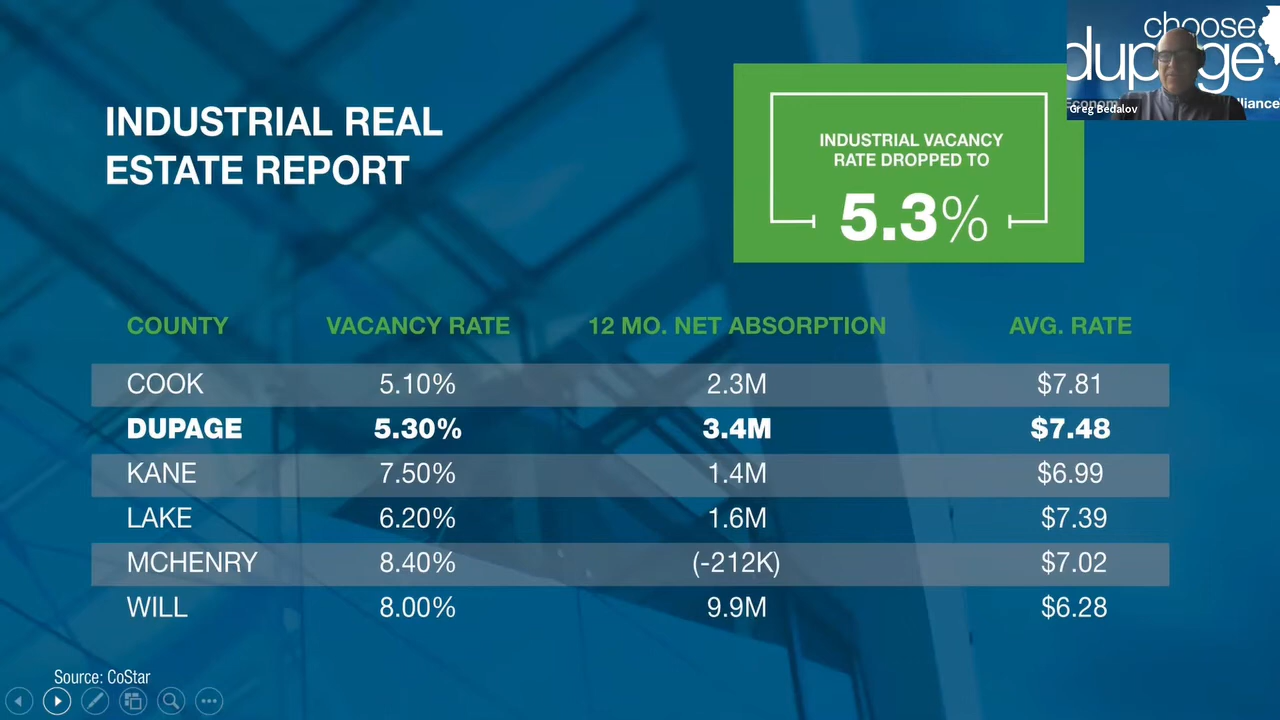 choose
dupage
Greg Bedalov
INDUSTRIAL REAL
ESTATE REPORT
INDUSTRIAL VACANCY
RATE DROPPED TO
5.3%
COUNTY VACANCY RATE 12 MO. NET ABSORPTION AVG. RATE
COOK 5.10% 2.3M $7.81
DUPAGE 5.30% 3.4M $7.48
KANE 7.50% 1.4M $6.99
LAKE 6.20% 1.6M $7.39
MCHENRY 8.40% (-212K) $7.02
WILL 8.00% 9.9M $6.28
Source: CoStar